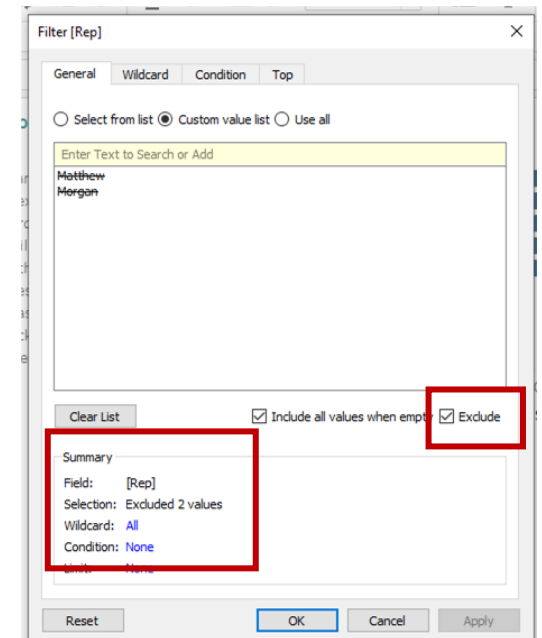 Filter [Rep]
General Wildcard Condition Top
Select from list Custom value list Use all
Enter Text to Search or Add
Matthew
Morgan
Clear List Include all values when empty Exclude
Summary
Field: [Rep]
Selection: Excluded 2 values
Wildcard: All
Condition: None
Limit: None
Reset OK Cancel Apply